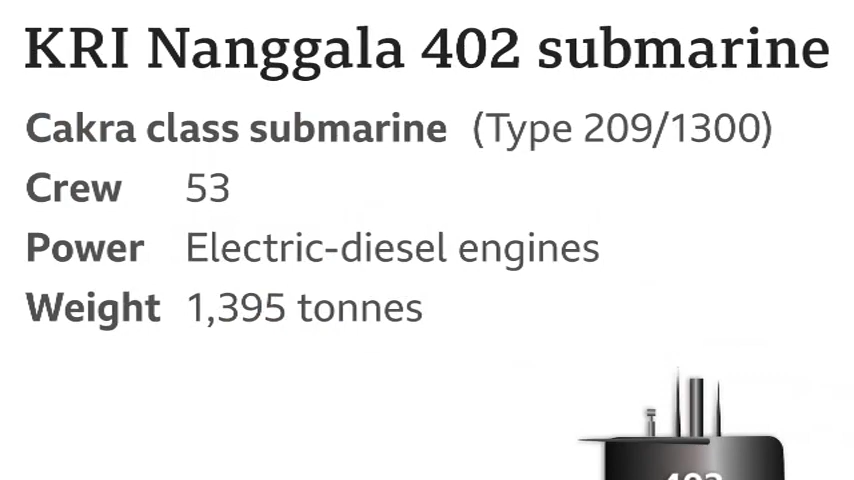 KRI Nanggala 402 submarine
Cakra class submarine (Type 209/1300)
Crew 53
Power Electric-diesel engines
Weight 1,395 tonnes
402